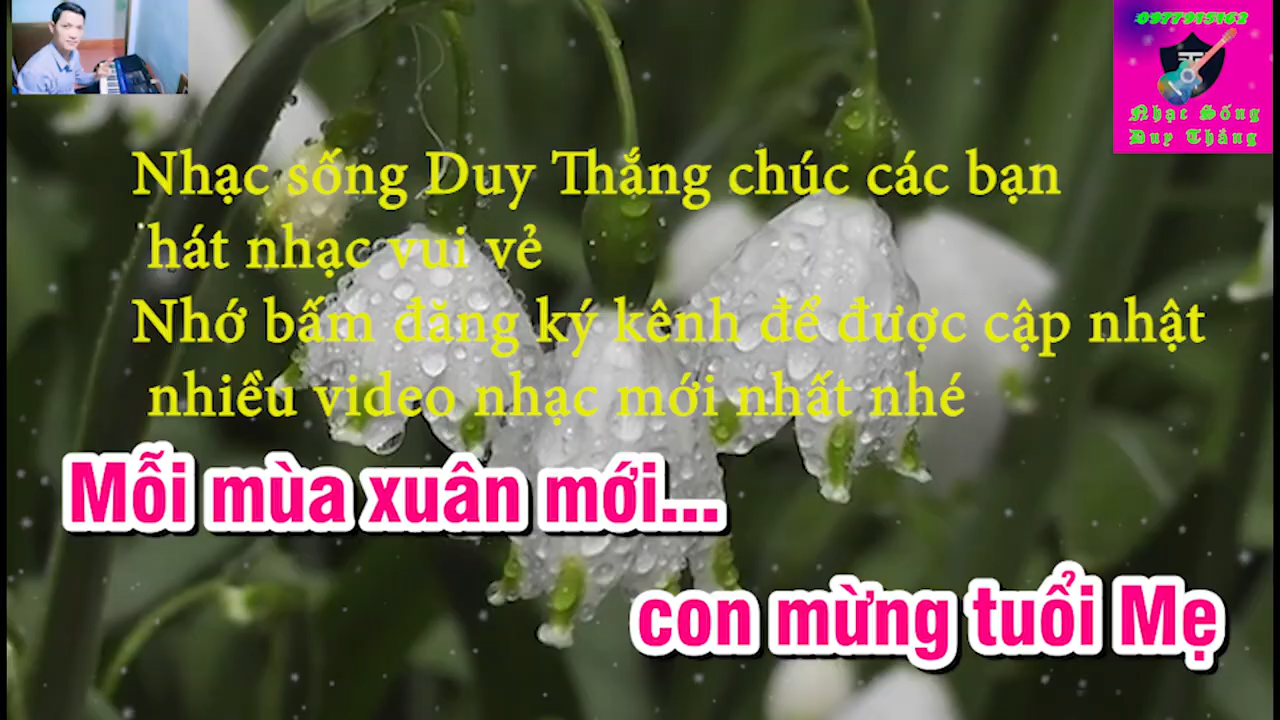 0977915162
Nhạc Sống
Duy Thắng
Nhạc sống Duy Thắng chúc các bạn
hát nhạc vui vẻ
Nhớ bấm đăng ký kênh để được cập nhật
nhiều video nhạc mới nhất nhé
Mỗi mùa xuân mới...
con mừng tuổi Mẹ